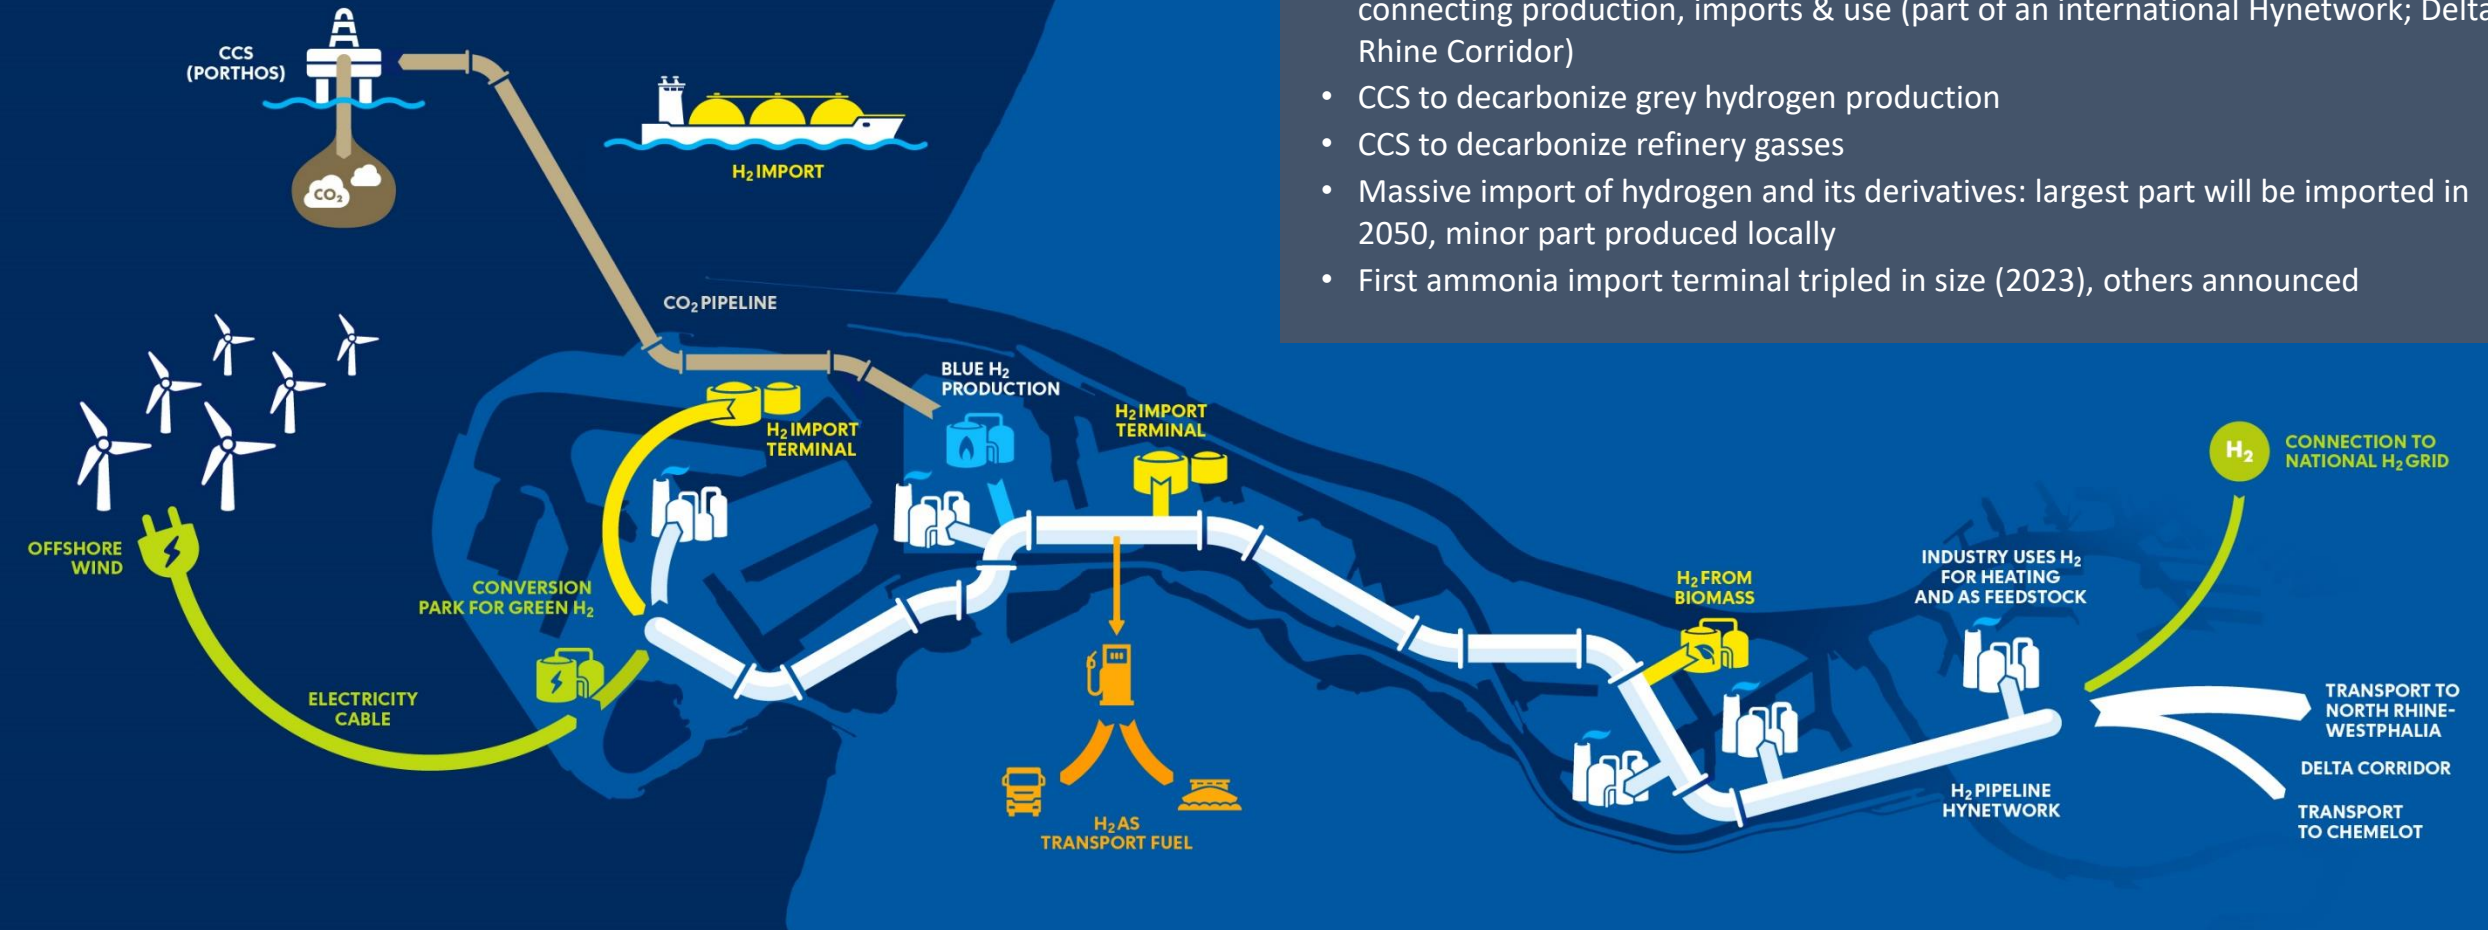 connecting production, imports & use (part of an international Hynetwork; Delta
Rhine Corridor)
• CCS to decarbonize grey hydrogen production
• CCS to decarbonize refinery gasses
• Massive import of hydrogen and its derivatives: largest part will be imported in
2050, minor part produced locally
• First ammonia import terminal tripled in size (2023), others announced
CCS
(PORTHOS)
CO₂
H₂ IMPORT
CO₂ PIPELINE
BLUE H₂
PRODUCTION
H₂ IMPORT
TERMINAL
H₂ IMPORT
TERMINAL
OFFSHORE
WIND
CONVERSION
PARK FOR GREEN H₂
ELECTRICITY
CABLE
H₂ AS
TRANSPORT FUEL
H₂ FROM
BIOMASS
INDUSTRY USES H₂
FOR HEATING
AND AS FEEDSTOCK
H₂
CONNECTION TO
NATIONAL H₂ GRID
H₂ PIPELINE
HYNETWORK
TRANSPORT TO
NORTH RHINE-
WESTPHALIA
DELTA CORRIDOR
TRANSPORT
TO CHEMELOT